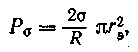 Pσ = 2σ/R πr²э,